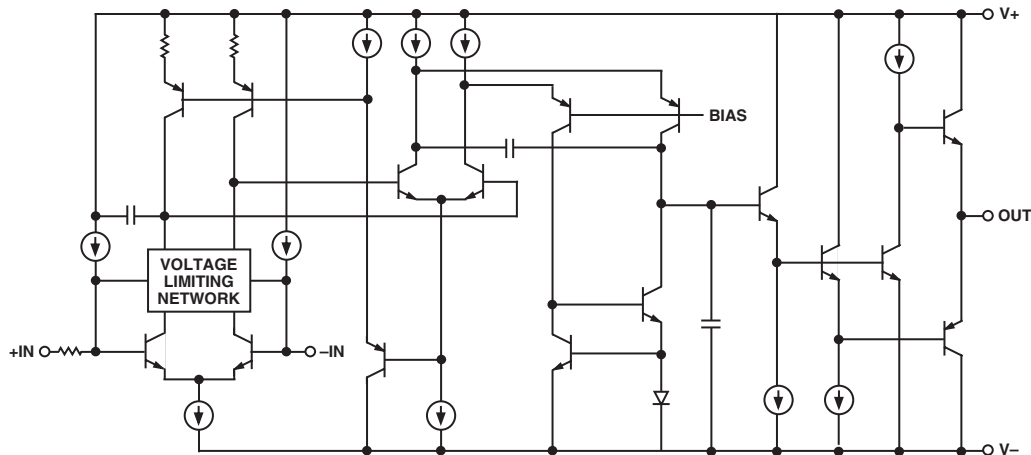 V+
BIAS
OUT
VOLTAGE
LIMITING
NETWORK
+IN
–IN
V–